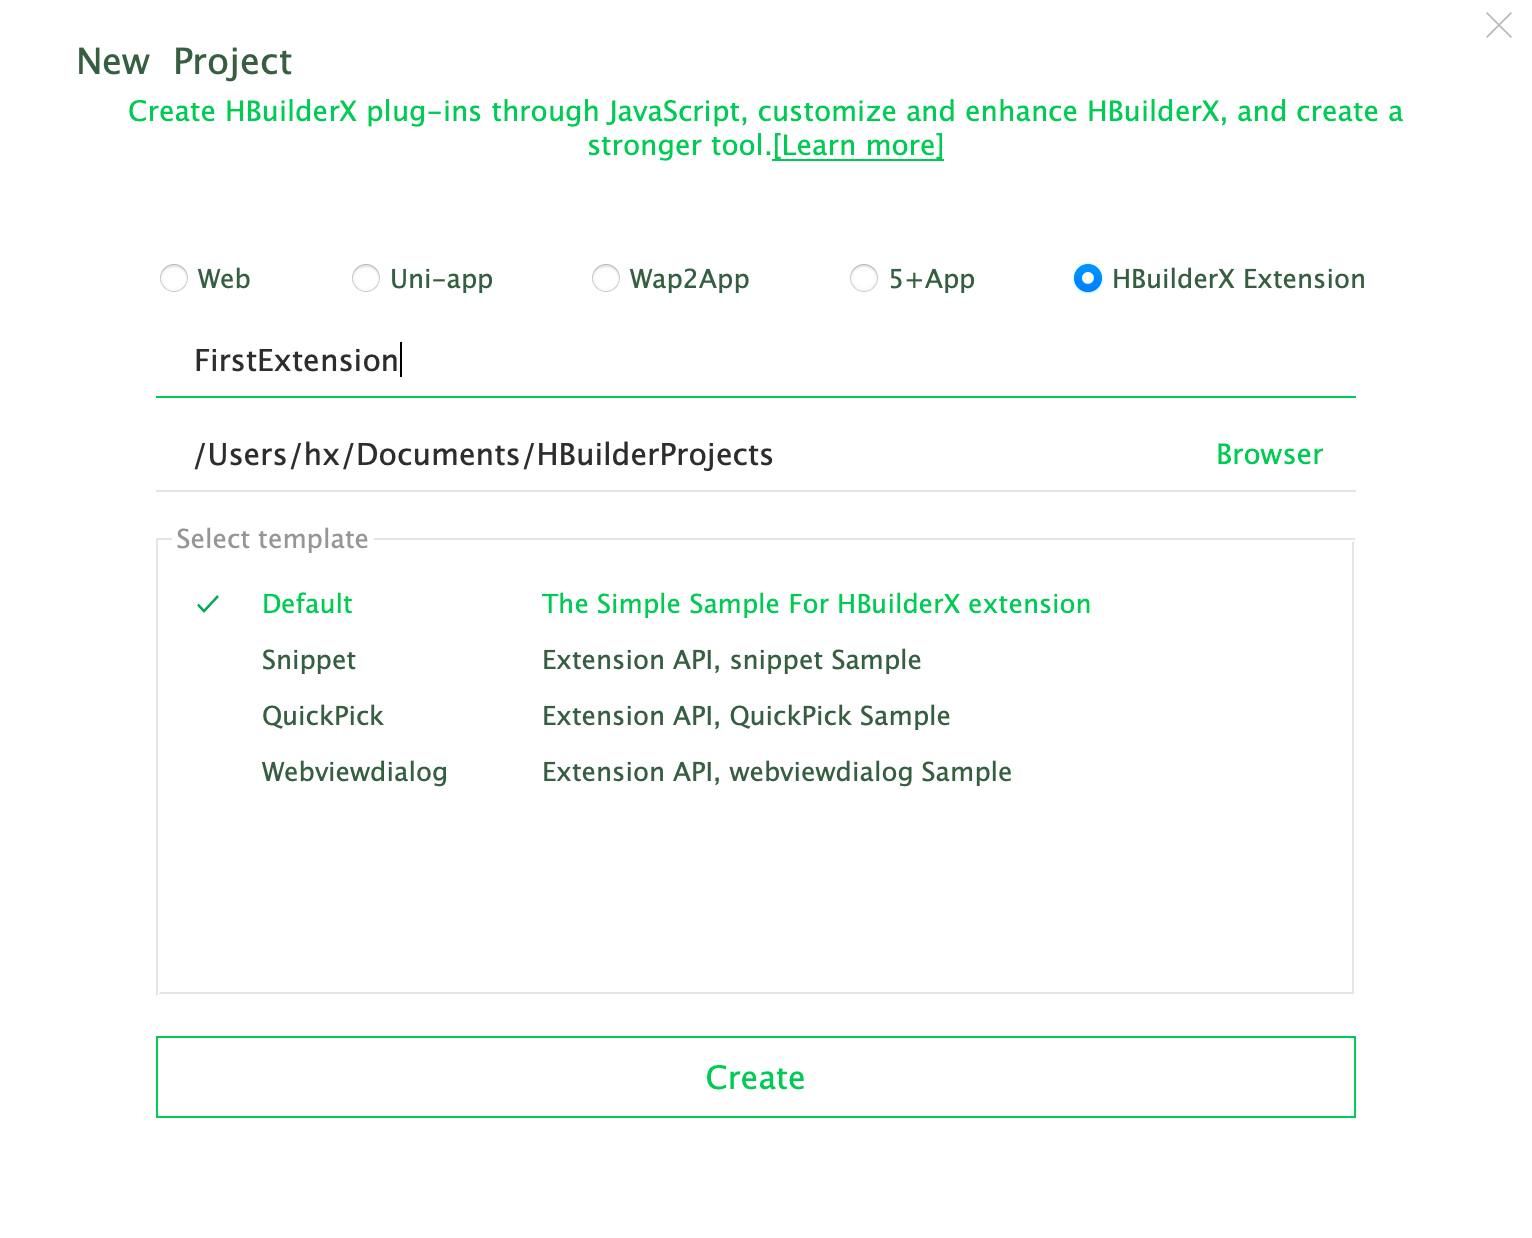 New Project
Create HBuilderX plug-ins through JavaScript, customize and enhance HBuilderX, and create a
stronger tool.[Learn more]
Web Uni-app Wap2App 5+App HBuilderX Extension
FirstExtension
/Users/hx/Documents/HBuilderProjects Browser
Select template
Default The Simple Sample For HBuilderX extension
Snippet Extension API, snippet Sample
QuickPick Extension API, QuickPick Sample
Webviewdialog Extension API, webviewdialog Sample
Create